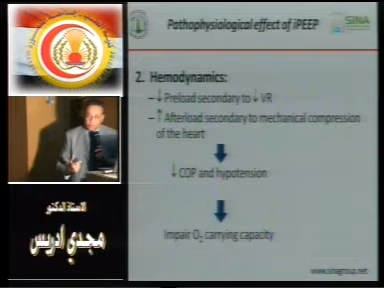 Pathophysiological effect of iPEEP
SINA
2. Hemodynamics:
– ↓ Preload secondary to ↓ VR
– ↑ Afterload secondary to mechanical compression
of the heart
↓ COP and hypotension
Impair O2 carrying capacity
www.sinagroup.net
الاستاذ الدكتور
مجدي ادريس